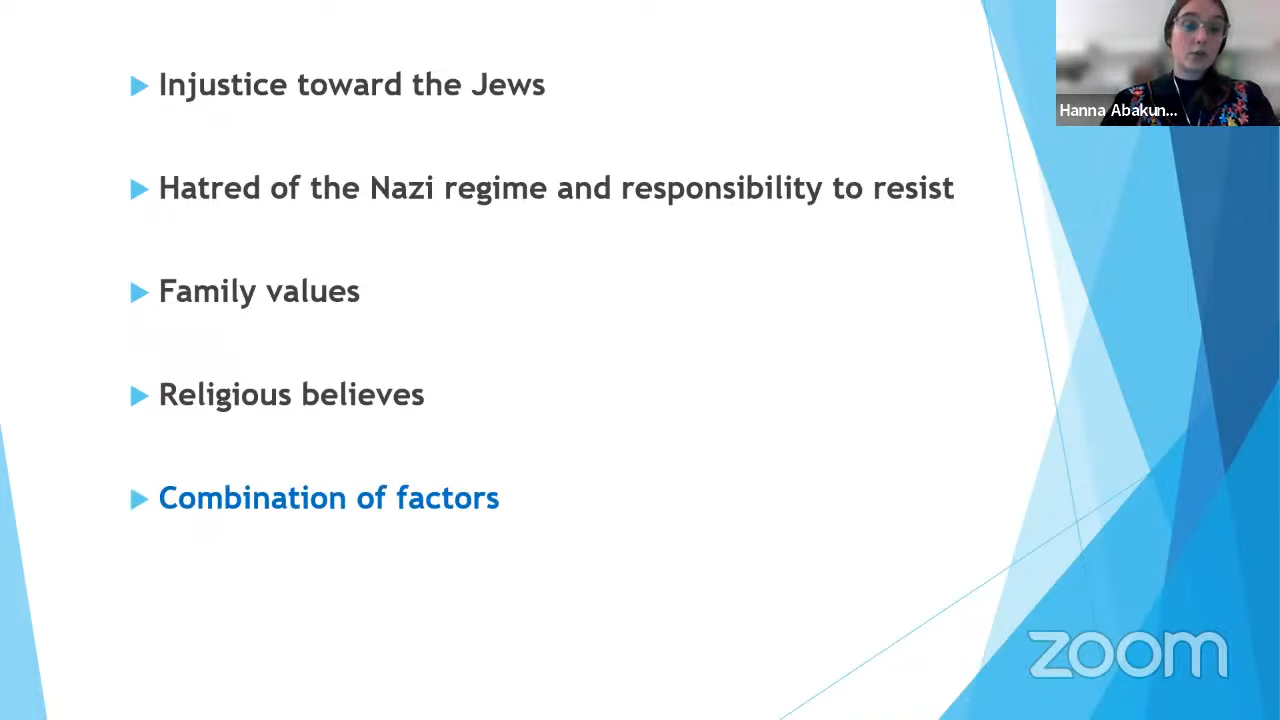 Injustice toward the Jews
Hanna Abakun...
Hatred of the Nazi regime and responsibility to resist
Family values
Religious believes
Combination of factors
zoom